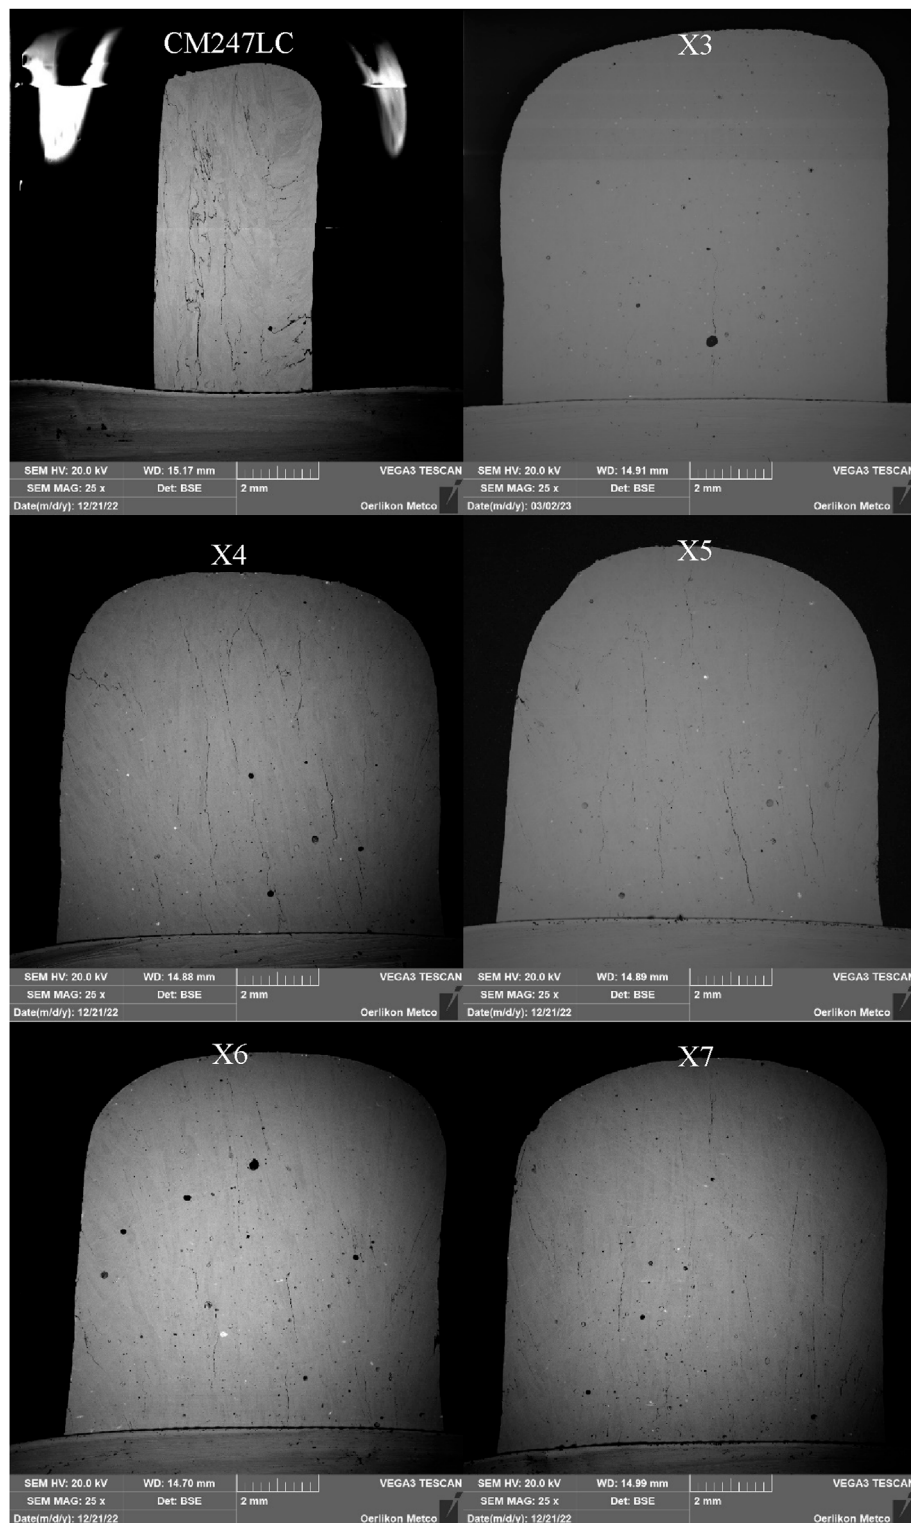 CM247LC
X3
SEM HV: 20.0 kV WD: 15.17 mm VEGA3 TESCAN
SEM MAG: 25 x Det: BSE 2 mm
Date(m/d/y): 12/21/22 Oerlikon Metco
SEM HV: 20.0 kV WD: 14.91 mm VEGA3 TESCAN
SEM MAG: 25 x Det: BSE 2 mm
Date(m/d/y): 03/02/23 Oerlikon Metco
X4
X5
SEM HV: 20.0 kV WD: 14.88 mm VEGA3 TESCAN
SEM MAG: 25 x Det: BSE 2 mm
Date(m/d/y): 12/21/22 Oerlikon Metco
SEM HV: 20.0 kV WD: 14.89 mm VEGA3 TESCAN
SEM MAG: 25 x Det: BSE 2 mm
Date(m/d/y): 12/21/22 Oerlikon Metco
X6
X7
SEM HV: 20.0 kV WD: 14.70 mm VEGA3 TESCAN
SEM MAG: 25 x Det: BSE 2 mm
Date(m/d/y): 12/21/22 Oerlikon Metco
SEM HV: 20.0 kV WD: 14.99 mm VEGA3 TESCAN
SEM MAG: 25 x Det: BSE 2 mm
Date(m/d/y): 12/21/22 Oerlikon Metco